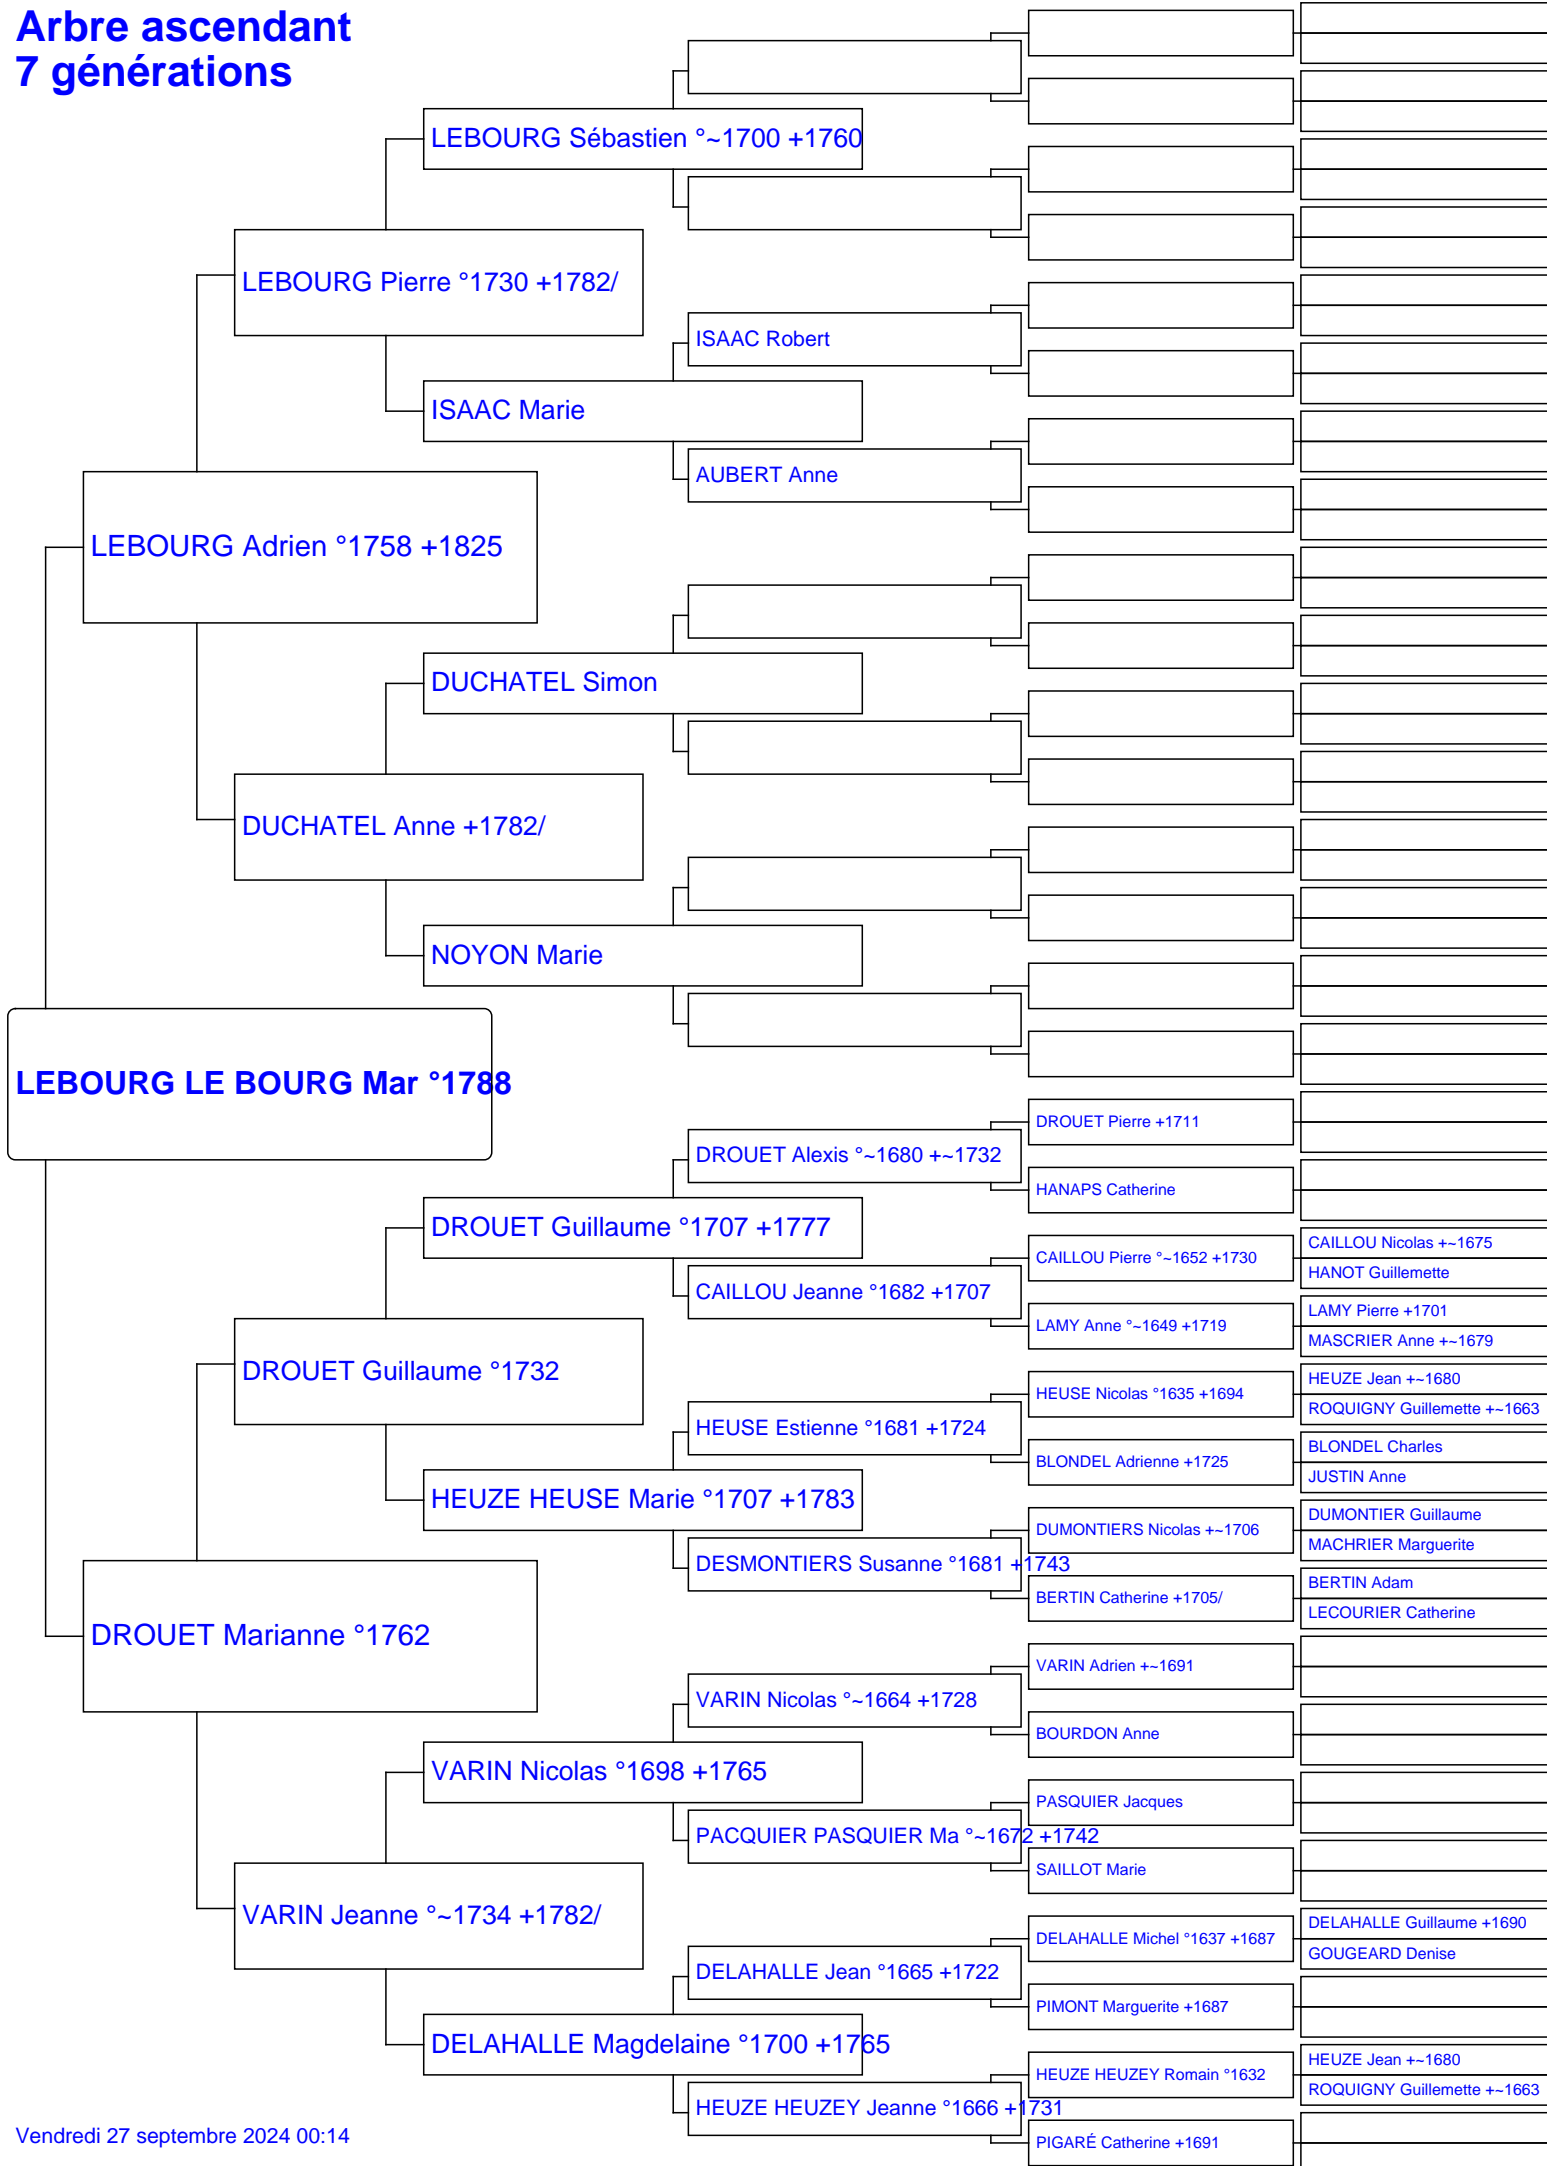 Arbre ascendant
7 générations
LEBOURG Sébastien °~1700 +1760
LEBOURG Pierre °1730 +1782/
ISAAC Robert
ISAAC Marie
AUBERT Anne
LEBOURG Adrien °1758 +1825
DUCHATEL Simon
DUCHATEL Anne +1782/
NOYON Marie
LEBOURG LE BOURG Mar °1788
DROUET Pierre +1711
DROUET Alexis °~1680 +~1732
HANAPS Catherine
DROUET Guillaume °1707 +1777
CAILLOU Nicolas +~1675
CAILLOU Pierre °~1652 +1730
HANOT Guillemette
CAILLOU Jeanne °1682 +1707
LAMY Pierre +1701
LAMY Anne °~1649 +1719
MASCRIER Anne +~1679
DROUET Guillaume °1732
HEUZE Jean +~1680
HEUSE Nicolas °1635 +1694
ROQUIGNY Guillemette +~1663
HEUSE Estienne °1681 +1724
BLONDEL Charles
BLONDEL Adrienne +1725
JUSTIN Anne
HEUZE HEUSE Marie °1707 +1783
DUMONTIER Guillaume
DUMONTIERS Nicolas +~1706
MACHRIER Marguerite
DESMONTIERS Susanne °1681 +1743
BERTIN Adam
BERTIN Catherine +1705/
LECOURIER Catherine
DROUET Marianne °1762
VARIN Adrien +~1691
VARIN Nicolas °~1664 +1728
BOURDON Anne
VARIN Nicolas °1698 +1765
PASQUIER Jacques
PACQUIER PASQUIER Ma °~1672 +1742
SAILLOT Marie
VARIN Jeanne °~1734 +1782/
DELAHALLE Guillaume +1690
DELAHALLE Michel °1637 +1687
GOUGEARD Denise
DELAHALLE Jean °1665 +1722
PIMONT Marguerite +1687
DELAHALLE Magdelaine °1700 +1765
HEUZE Jean +~1680
HEUZE HEUZEY Romain °1632
ROQUIGNY Guillemette +~1663
HEUZE HEUZEY Jeanne °1666 +1731
PIGARÉ Catherine +1691
Vendredi 27 septembre 2024 00:14